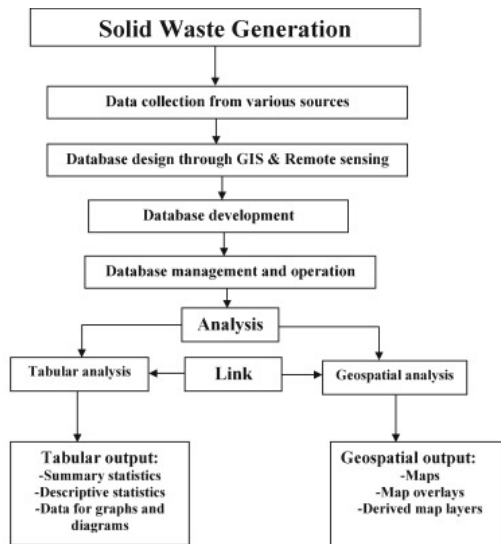 Solid Waste Generation
Data collection from various sources
Database design through GIS & Remote sensing
Database development
Database management and operation
Analysis
Tabular analysis
Link
Geospatial analysis
Tabular output:
-Summary statistics
-Descriptive statistics
-Data for graphs and
diagrams
Geospatial output:
-Maps
-Map overlays
-Derived map layers